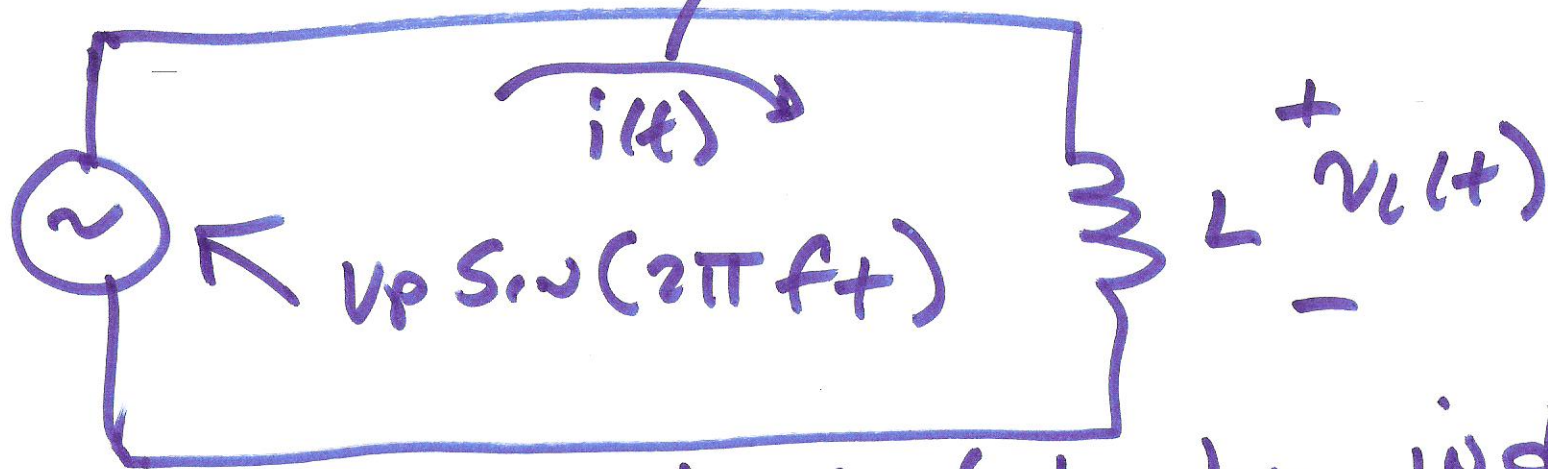 i(t)
+
~
Vp Sin(2πft)
L
vL(t)
-